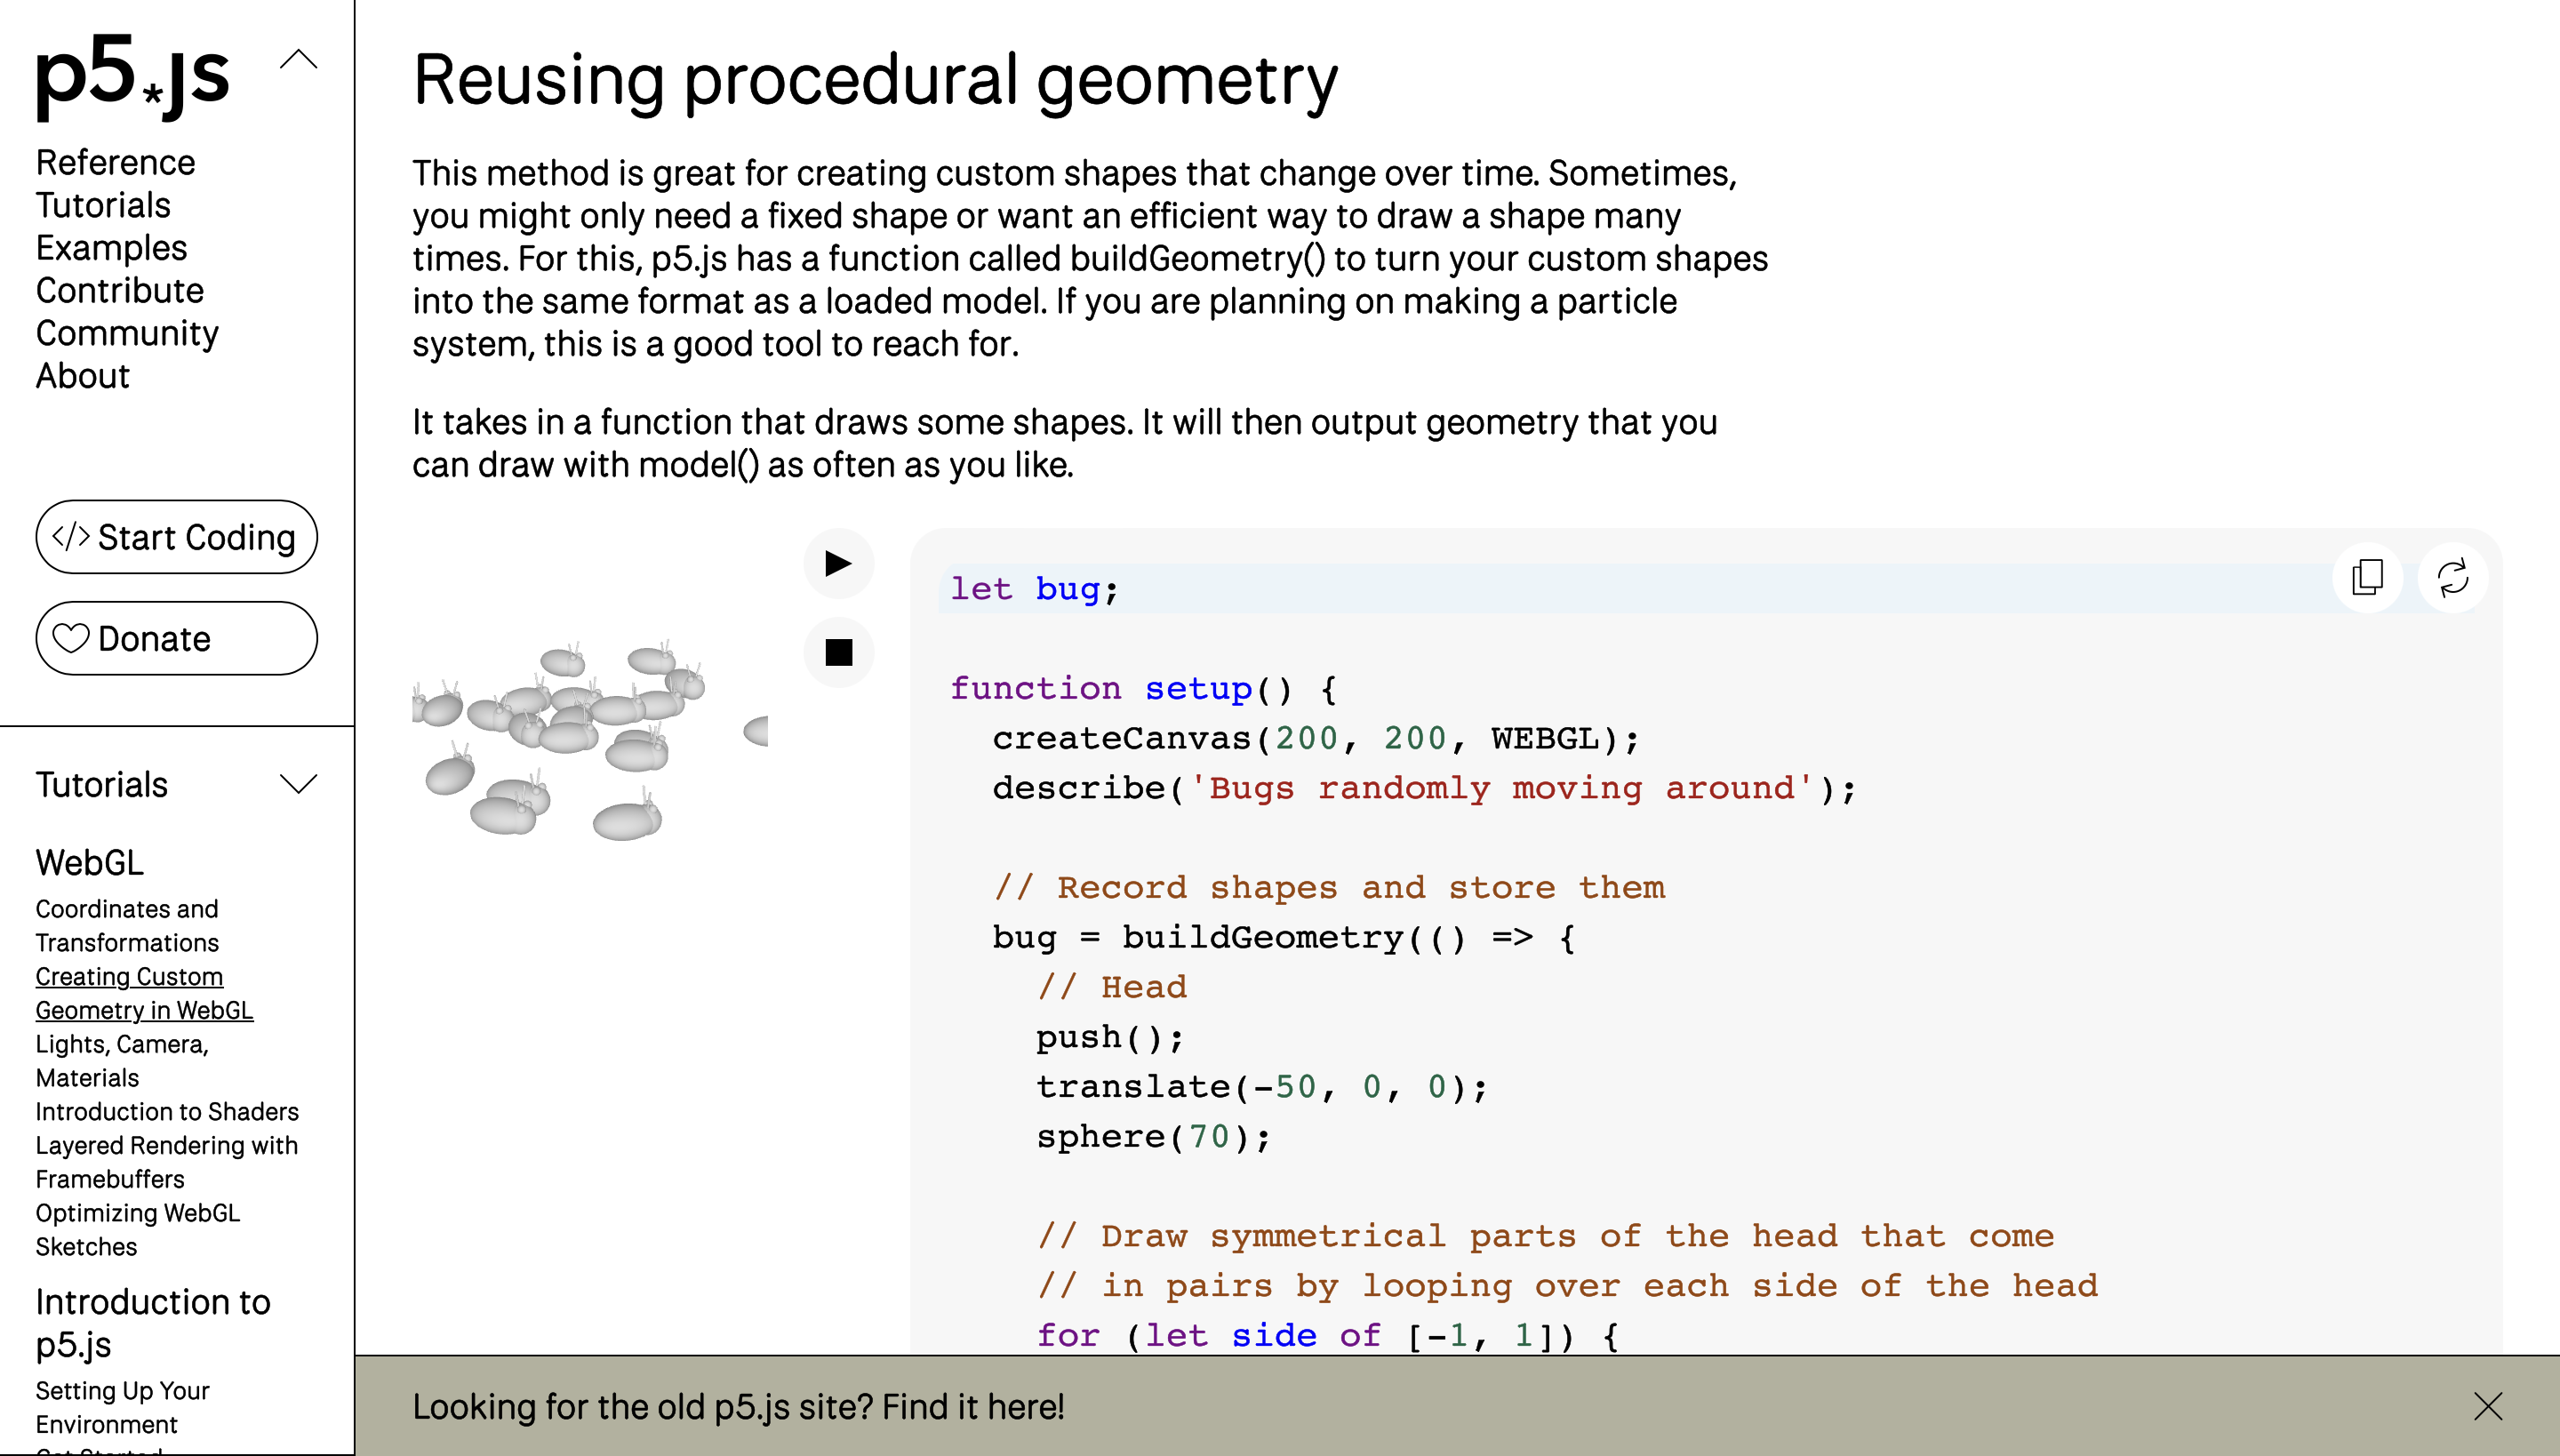 p5*js
Reference
Tutorials
Examples
Contribute
Community
About
</> Start Coding
Donate
Tutorials
WebGL
Coordinates and
Transformations
Creating Custom
Geometry in WebGL
Lights, Camera,
Materials
Introduction to Shaders
Layered Rendering with
Framebuffers
Optimizing WebGL
Sketches
Introduction to
p5.js
Setting Up Your
Environment
Get Started
Reusing procedural geometry
This method is great for creating custom shapes that change over time. Sometimes,
you might only need a fixed shape or want an efficient way to draw a shape many
times. For this, p5.js has a function called buildGeometry() to turn your custom shapes
into the same format as a loaded model. If you are planning on making a particle
system, this is a good tool to reach for.
It takes in a function that draws some shapes. It will then output geometry that you
can draw with model() as often as you like.
let bug;
function setup() {
createCanvas(200, 200, WEBGL);
describe('Bugs randomly moving around');
// Record shapes and store them
bug = buildGeometry(() => {
// Head
push();
translate(-50, 0, 0);
sphere(70);
// Draw symmetrical parts of the head that come
// in pairs by looping over each side of the head
for (let side of [-1, 1]) {
Looking for the old p5.js site? Find it here!